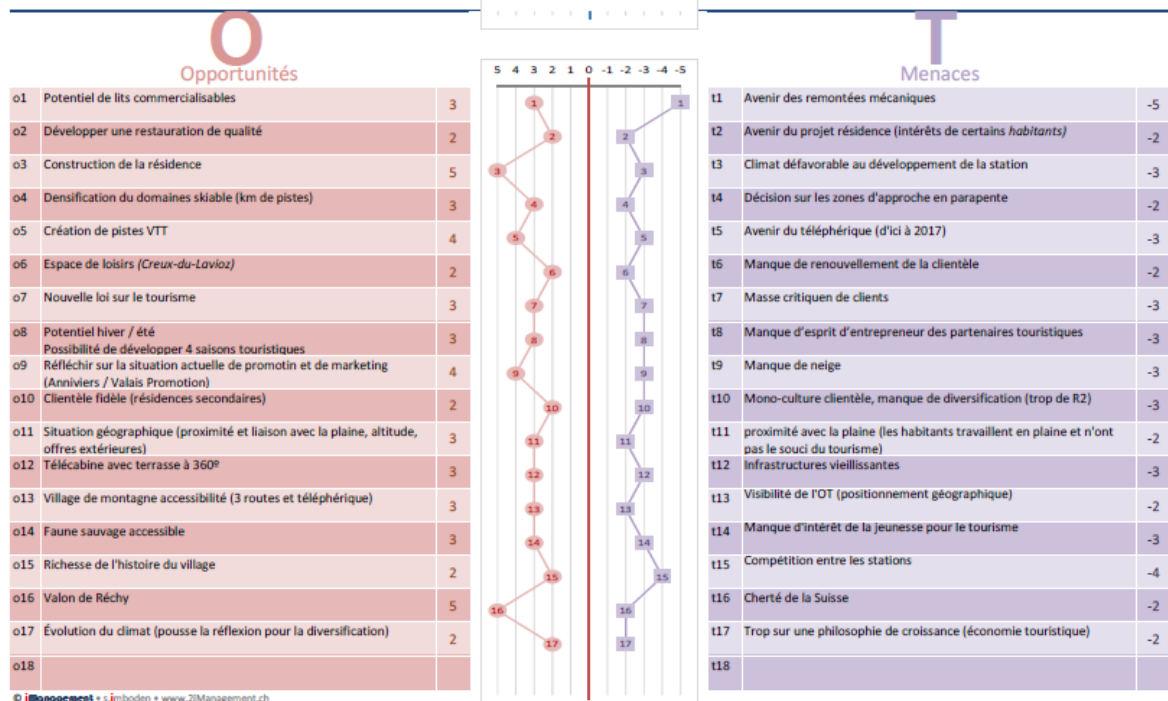 O
Opportunités
o1 Potentiel de lits commercialisables 3
o2 Développer une restauration de qualité 2
o3 Construction de la résidence 5
o4 Densification du domaines skiable (km de pistes) 3
o5 Création de pistes VTT 4
o6 Espace de loisirs (Creux-du-Lavioz) 2
o7 Nouvelle loi sur le tourisme 3
o8 Potentiel hiver / été 3
Possibilité de développer 4 saisons touristiques
o9 Réfléchir sur la situation actuelle de promotin et de marketing 4
(Anniviers / Valais Promotion)
o10 Clientèle fidèle (résidences secondaires) 2
o11 Situation géographique (proximité et liaison avec la plaine, altitude, 3
offres extérieures)
o12 Télécabine avec terrasse à 360º 3
o13 Village de montagne accessibilité (3 routes et téléphérique) 3
o14 Faune sauvage accessible 3
o15 Richesse de l'histoire du village 2
o16 Valon de Réchy 5
o17 Évolution du climat (pousse la réflexion pour la diversification) 2
o18
5 4 3 2 1 0 -1 -2 -3 -4 -5
1 1
2 2
3 3
4 4
5 5
6 6
7 7
8 8
9 9
10 10
11 11
12 12
13 13
14 14
15 15
16 16
17 17
T
Menaces
t1 Avenir des remontées mécaniques -5
t2 Avenir du projet résidence (intérêts de certains habitants) -2
t3 Climat défavorable au développement de la station -3
t4 Décision sur les zones d'approche en parapente -2
t5 Avenir du téléphérique (d'ici à 2017) -3
t6 Manque de renouvellement de la clientèle -2
t7 Masse critiquen de clients -3
t8 Manque d'esprit d'entrepreneur des partenaires touristiques -3
t9 Manque de neige -3
t10 Mono-culture clientèle, manque de diversification (trop de R2) -3
t11 proximité avec la plaine (les habitants travaillent en plaine et n'ont -2
pas le souci du tourisme)
t12 Infrastructures vieillissantes -3
t13 Visibilité de l'OT (positionnement géographique) -2
t14 Manque d'intérêt de la jeunesse pour le tourisme -3
t15 Compétition entre les stations -4
t16 Cherté de la Suisse -2
t17 Trop sur une philosophie de croissance (économie touristique) -2
t18
© iManagement • s.imboden • www.2IManagement.ch